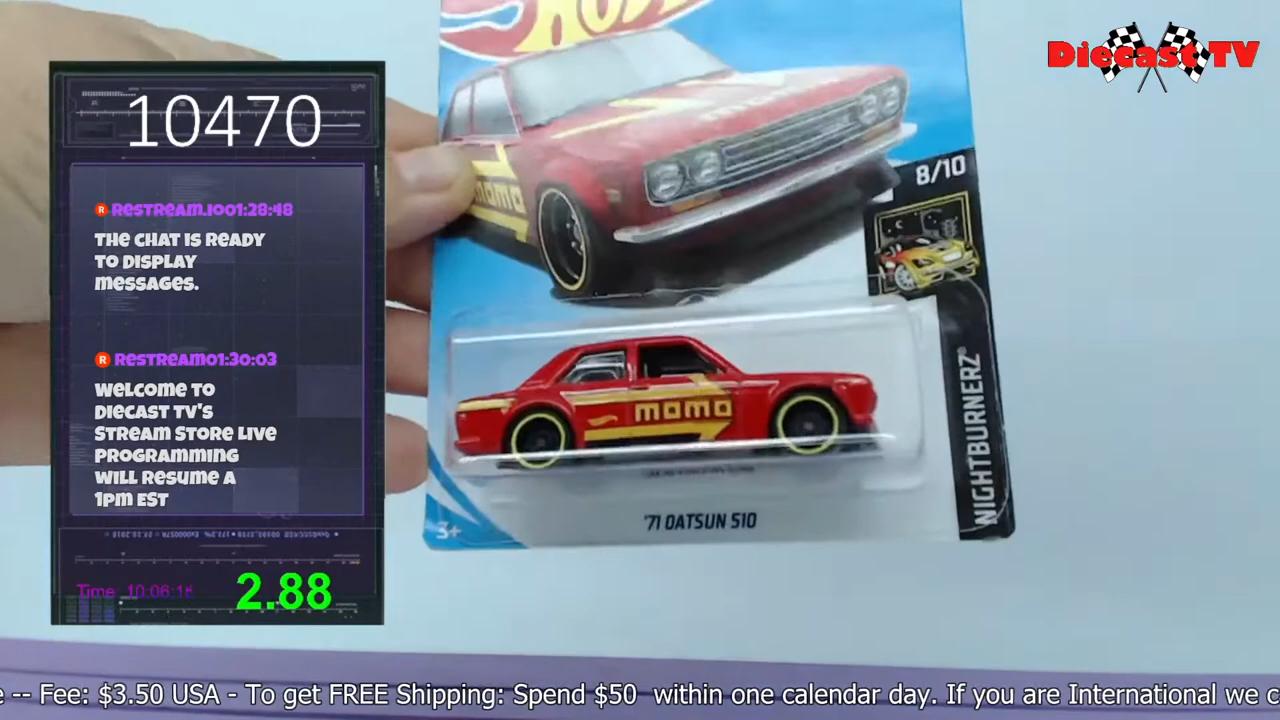 Diecast TV
10470
Restream.io01:28:48
THE CHAT IS READY
TO DISPLAY
MESSAGES.
Restream01:30:03
WELCOME TO
DIECAST TV'S
STREAM STORE LIVE
PROGRAMMING
WILL RESUME A
1PM EST
Time 10:06:1
2.88
HOT
8/10
momo
momo
NIGHTBURNERZ®
'71 DATSUN 510
3+
-- Fee: $3.50 USA - To get FREE Shipping: Spend $50 within one calendar day. If you are International we c